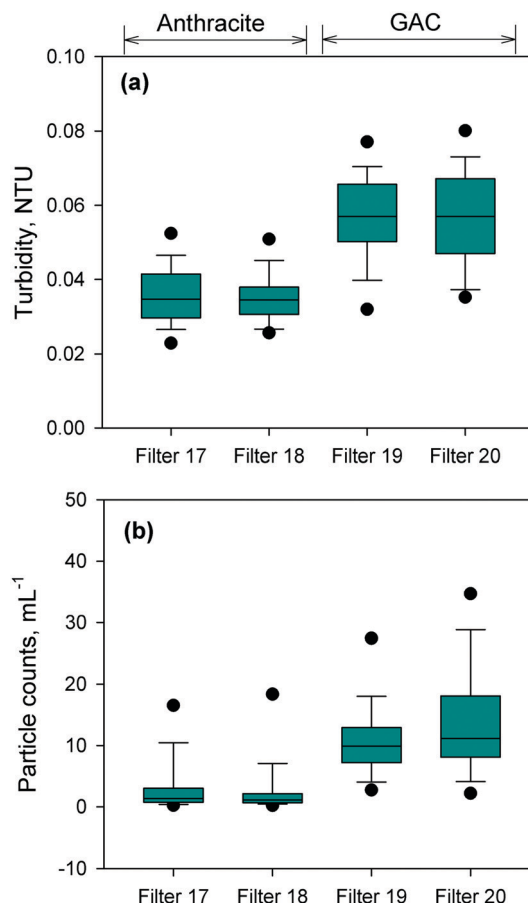 Anthracite GAC
(a)
Turbidity, NTU
0.10
0.08
0.06
0.04
0.02
0.00
Filter 17 Filter 18 Filter 19 Filter 20
(b)
Particle counts, mL⁻¹
50
40
30
20
10
0
-10
Filter 17 Filter 18 Filter 19 Filter 20